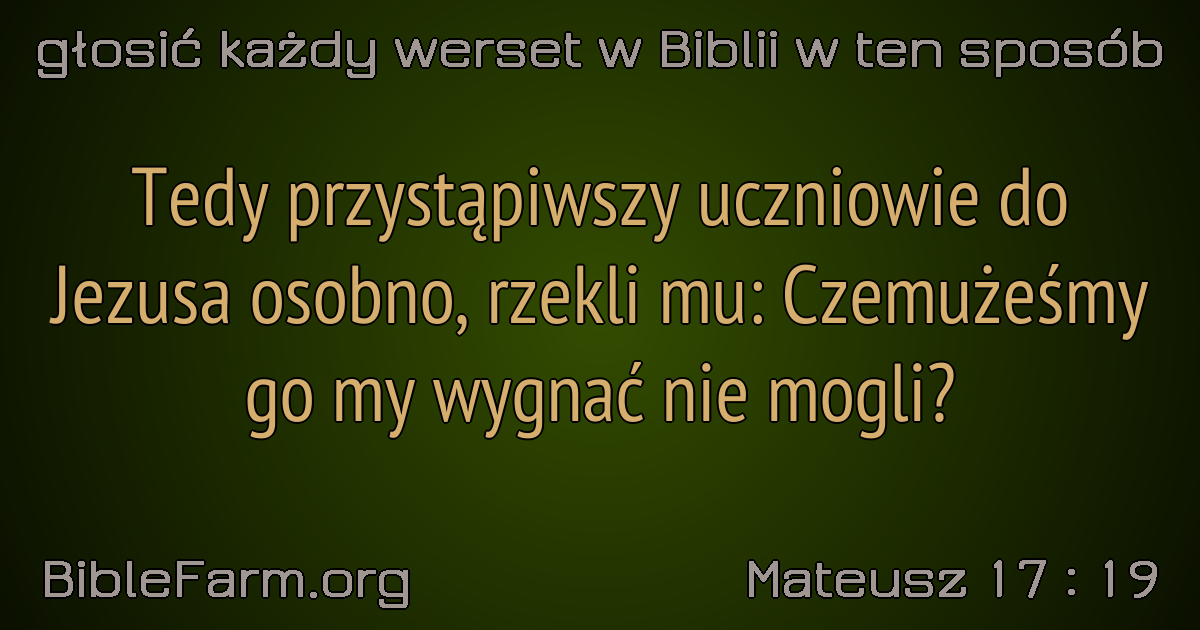 głosić każdy werset w Biblii w ten sposób
Tedy przystąpiwszy uczniowie do
Jezusa osobno, rzekli mu: Czemużeśmy
go my wygnać nie mogli?
BibleFarm.org
Mateusz 17 : 19